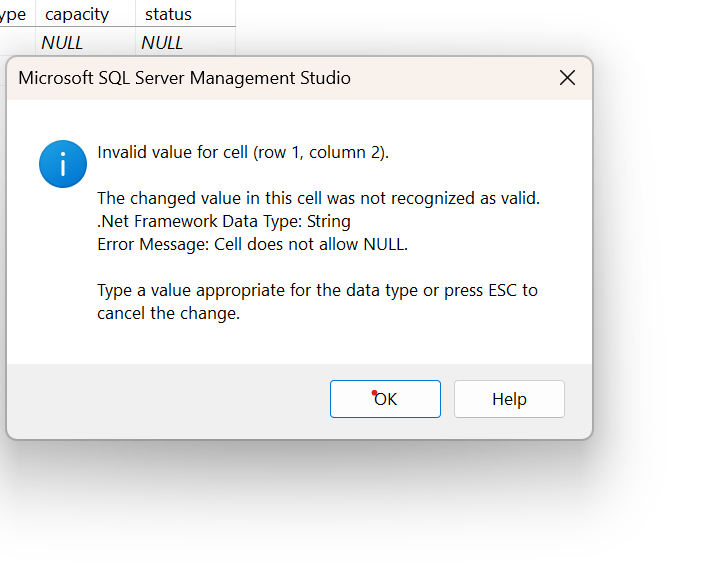 ype capacity status
NULL NULL
Microsoft SQL Server Management Studio
Invalid value for cell (row 1, column 2).
The changed value in this cell was not recognized as valid.
.Net Framework Data Type: String
Error Message: Cell does not allow NULL.
Type a value appropriate for the data type or press ESC to
cancel the change.
OK Help